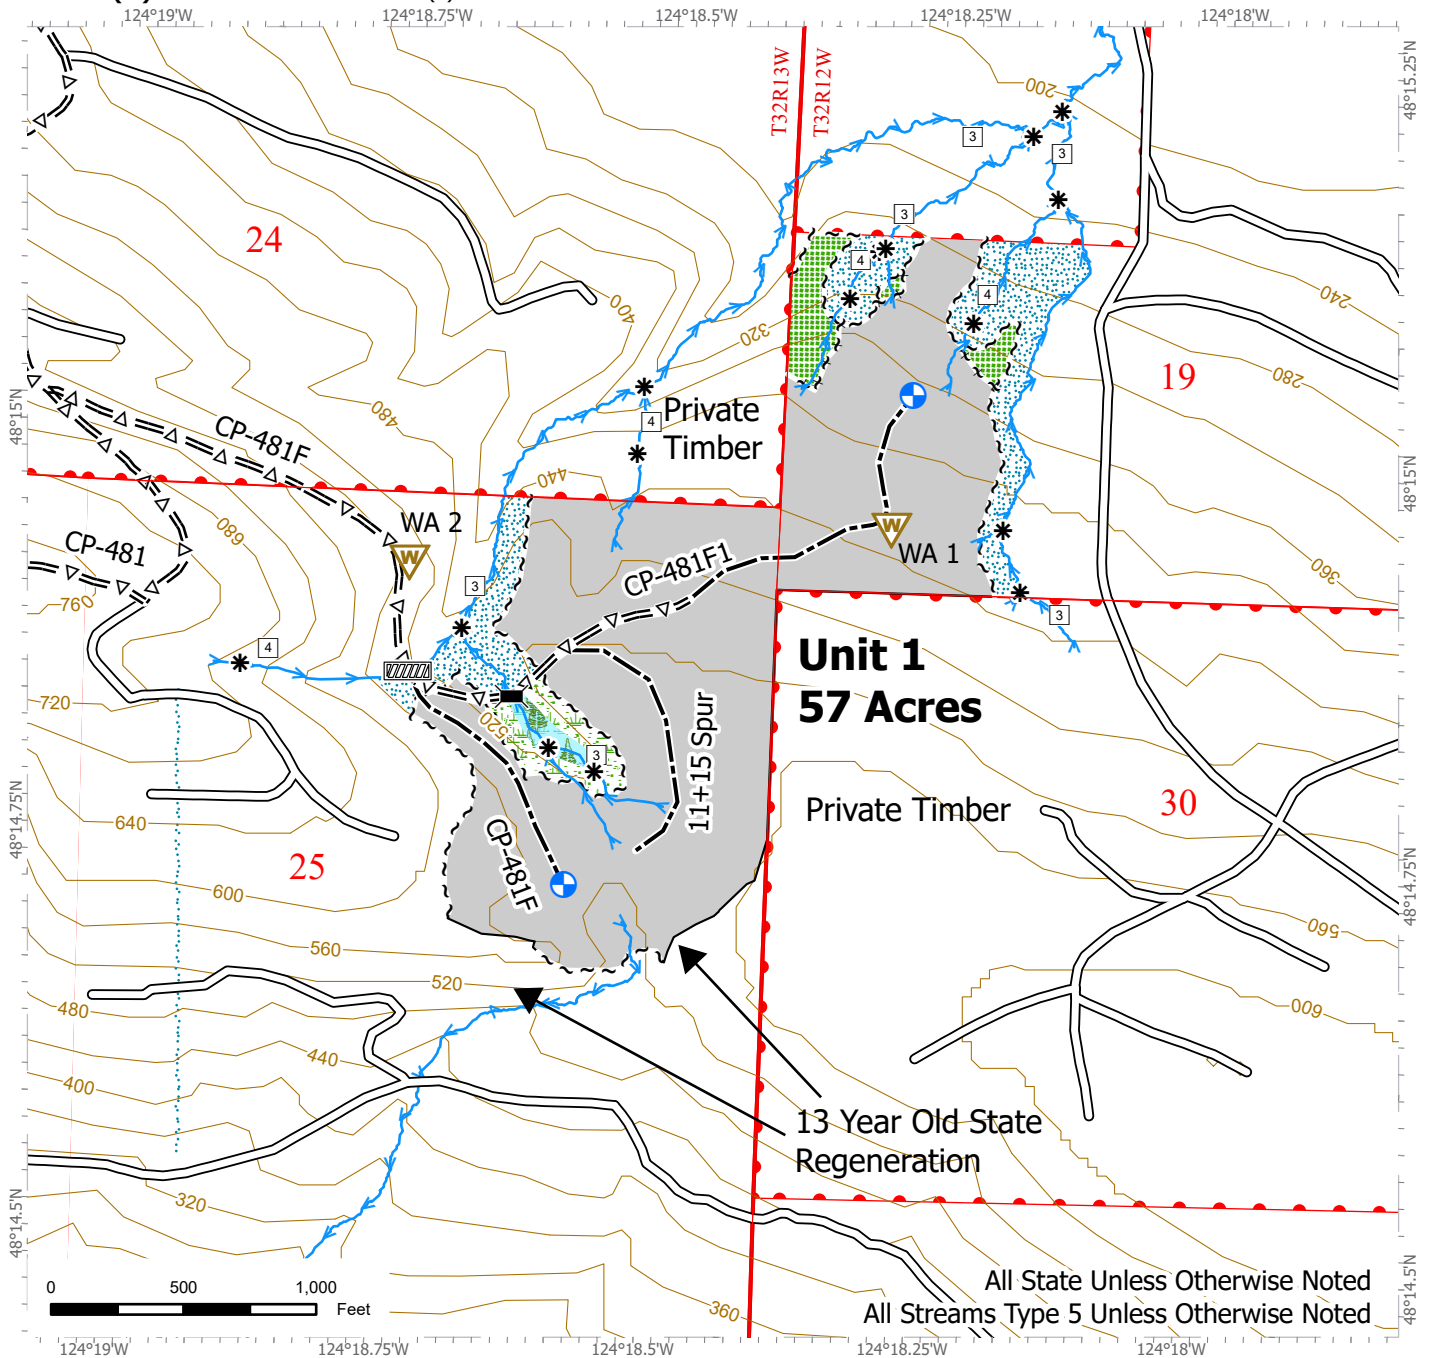 124°19'W
124°18.75'W
124°18.5'W
124°18.25'W
124°18'W
48°15.25'N
T32R13W
T32R12W
200
3
3
3
24
4
4
240
400
320
19
280
Private
Timber
4
480
CP-481F
48°15'N
48°15'N
440
WA 2
680
CP-481
WA 1
360
CP-481F1
760
3
3
4
Unit 1
57 Acres
720
520
3
11+15 Spur
Private Timber
30
640
48°14.75'N
48°14.75'N
CP-481F
25
600
560
560
520
480
600
440
400
13 Year Old State
Regeneration
320
48°14.5'N
48°14.5'N
All State Unless Otherwise Noted
All Streams Type 5 Unless Otherwise Noted
0
500
1,000
Feet
360
124°19'W
124°18.75'W
124°18.5'W
124°18.25'W
124°18'W